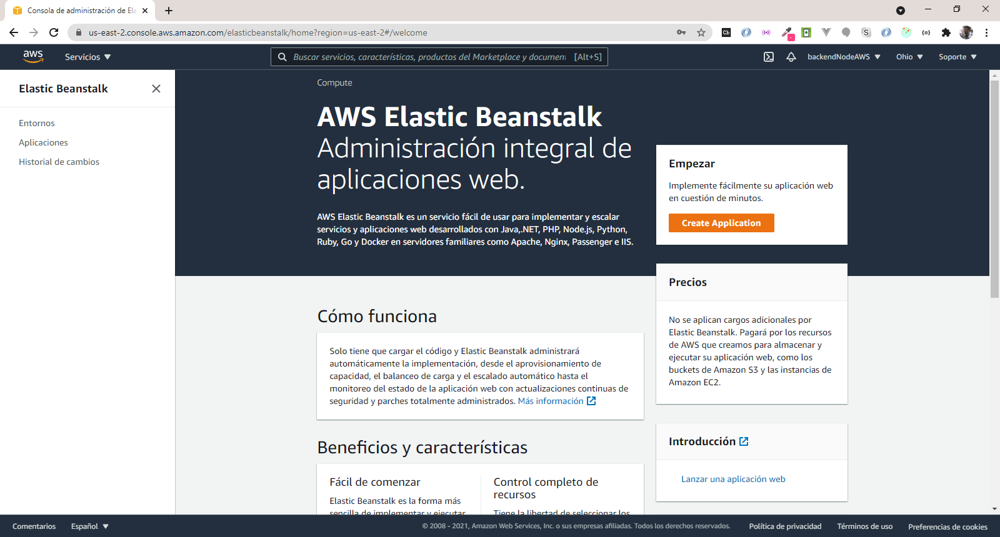 Consola de administración de Ela
us-east-2.console.aws.amazon.com/elasticbeanstalk/home?region=us-east-2#/welcome
aws
Servicios
Buscar servicios, características, productos del Marketplace y document
[Alt+S]
backendNodeAWS
Ohio
Soporte
Elastic Beanstalk
Entornos
Aplicaciones
Historial de cambios
Compute
AWS Elastic Beanstalk
Administración integral de
aplicaciones web.
AWS Elastic Beanstalk es un servicio fácil de usar para implementar y escalar
servicios y aplicaciones web desarrollados con Java,.NET, PHP, Node.js, Python,
Ruby, Go y Docker en servidores familiares como Apache, Nginx, Passenger e IIS.
Empezar
Implemente fácilmente su aplicación web
en cuestión de minutos.
Create Application
Precios
No se aplican cargos adicionales por
Elastic Beanstalk. Pagará por los recursos
de AWS que creamos para almacenar y
ejecutar su aplicación web, como los
buckets de Amazon S3 y las instancias de
Amazon EC2.
Cómo funciona
Solo tiene que cargar el código y Elastic Beanstalk administrará
automáticamente la implementación, desde el aprovisionamiento de
capacidad, el balanceo de carga y el escalado automático hasta el
monitoreo del estado de la aplicación web con actualizaciones continuas de
seguridad y parches totalmente administrados. Más información
Introducción
Lanzar una aplicación web
Beneficios y características
Fácil de comenzar
Elastic Beanstalk es la forma más
sencilla de implementar y ejecutar
Control completo de
recursos
Tiene la libertad de seleccionar los
Comentarios
Español
© 2008 - 2021, Amazon Web Services, Inc. o sus empresas afiliadas. Todos los derechos reservados.
Política de privacidad
Términos de uso
Preferencias de cookies